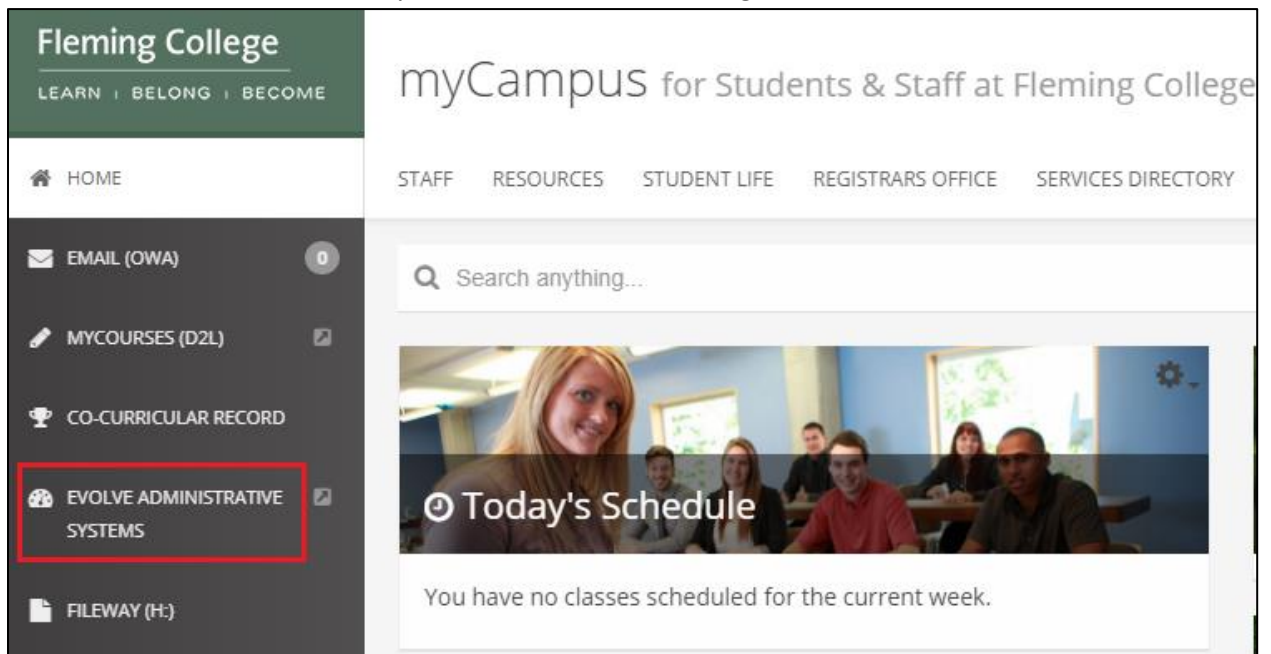 Fleming College
LEARN | BELONG | BECOME
myCampus for Students & Staff at Fleming College
HOME
STAFF RESOURCES STUDENT LIFE REGISTRARS OFFICE SERVICES DIRECTORY
EMAIL (OWA) 0
Search anything...
MYCOURSES (D2L)
CO-CURRICULAR RECORD
EVOLVE ADMINISTRATIVE
SYSTEMS
Today's Schedule
FILEWAY (H:)
You have no classes scheduled for the current week.